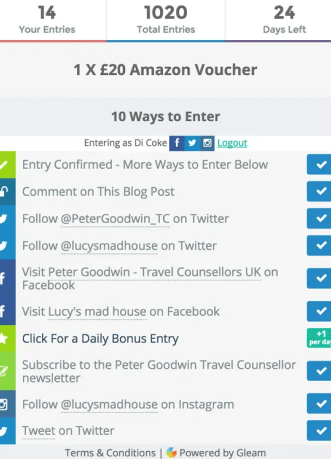 14 1020 24
Your Entries Total Entries Days Left
1 X £20 Amazon Voucher
10 Ways to Enter
Entering as Di Coke Logout
Entry Confirmed - More Ways to Enter Below
Comment on This Blog Post
Follow @PeterGoodwin_TC on Twitter
Follow @lucysmadhouse on Twitter
Visit Peter Goodwin - Travel Counsellors UK on
Facebook
Visit Lucy's mad house on Facebook
Click For a Daily Bonus Entry +1
per day
Subscribe to the Peter Goodwin Travel Counsellor
newsletter
Follow @lucysmadhouse on Instagram
Tweet on Twitter
Terms & Conditions | Powered by Gleam